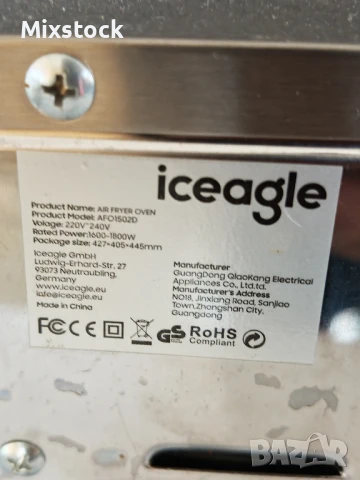 Mixstock
iceagle
Product Name: AIR FRYER OVEN
Product Model: AFO1502D
Volage: 220V~240V
Rated Power:1600-1800W
Package size: 427*405*445mm
Iceagle GmbH
Ludwig-Erhard-Str. 27
93073 Neutraubling,
Germany
www.iceagle.eu
iafe@iceagle.eu
Made in China
Manufacturer
Guangdong QiaoKang Electrical
Appliances Co., Ltd.
Manufacturer's Address
NO18, Jinxiang Road, Sanjiao
Town, Zhongshan City,
Guangdong
FC CE GS RoHS
Compliant
BAZAR